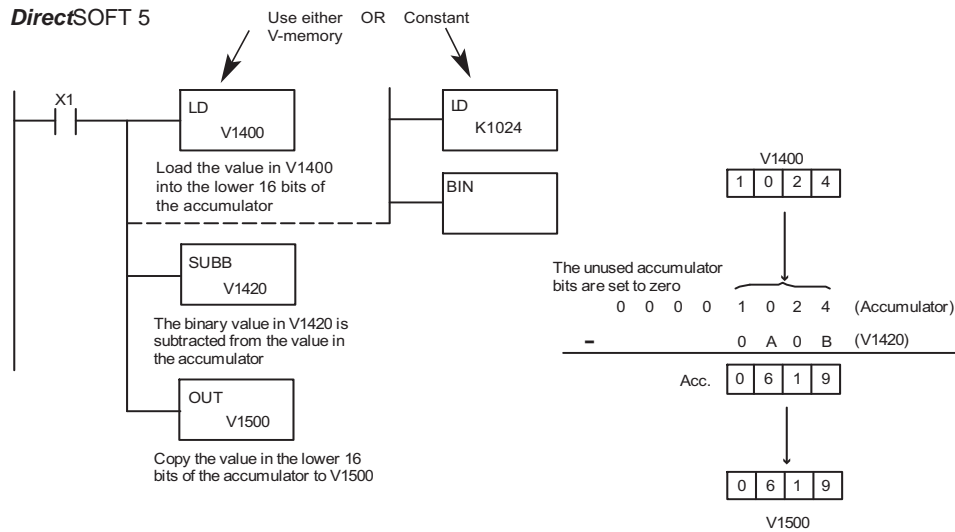 DirectSOFT 5
Use either OR Constant
V-memory
X1
LD
V1400
LD
K1024
Load the value in V1400
into the lower 16 bits of
the accumulator
BIN
SUBB
V1420
The binary value in V1420 is
subtracted from the value in
the accumulator
OUT
V1500
Copy the value in the lower 16
bits of the accumulator to V1500
V1400
1 0 2 4
The unused accumulator
bits are set to zero
0 0 0 0 1 0 2 4 (Accumulator)
– 0 A 0 B (V1420)
Acc. 0 6 1 9
0 6 1 9
V1500